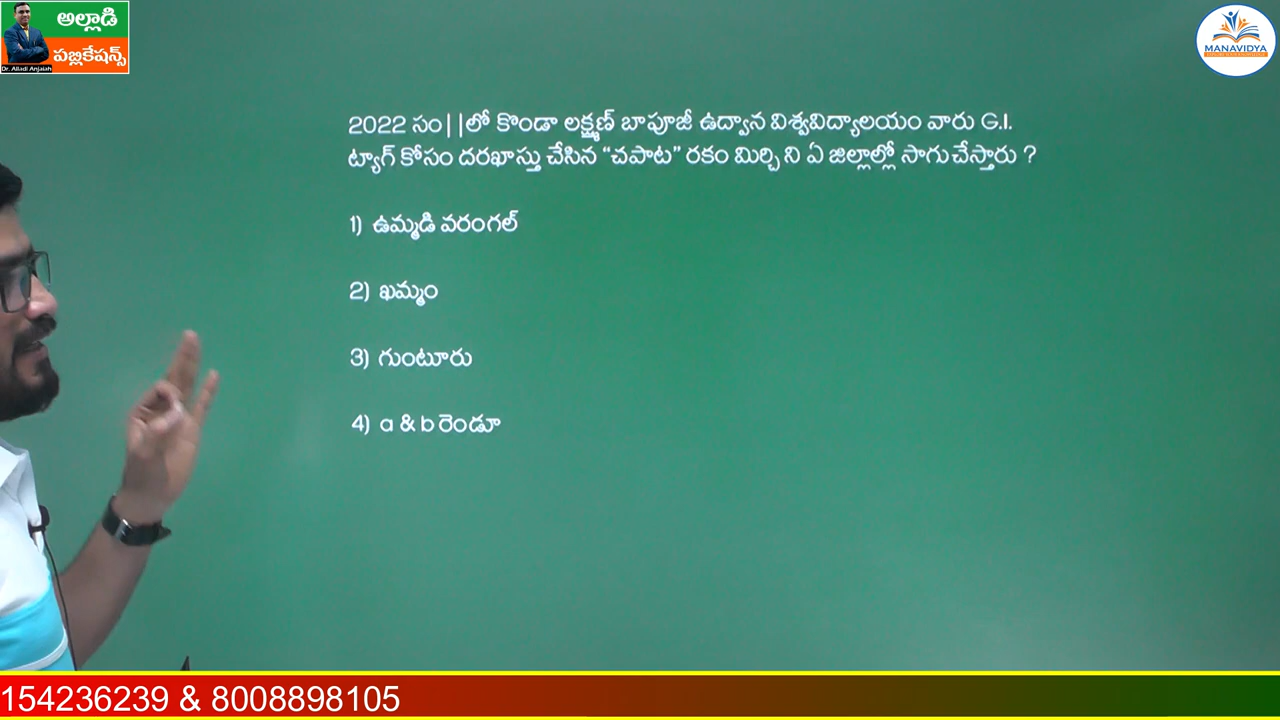 అల్లాడి
పబ్లికేషన్స్
Dr. Alladi Anjaiah
MANAVIDYA
2022 సం||లో కొండా లక్ష్మణ్ బాపూజీ ఉద్వాన విశ్వవిద్యాలయం వారు G.I.
ట్యాగ్ కోసం దరఖాస్తు చేసిన “చపాట” రకం మిర్చి ని ఏ జిల్లాల్లో సాగుచేస్తారు ?
1) ఉమ్మడి వరంగల్
2) ఖమ్మం
3) గుంటూరు
4) a & b రెండూ
154236239 & 8008898105